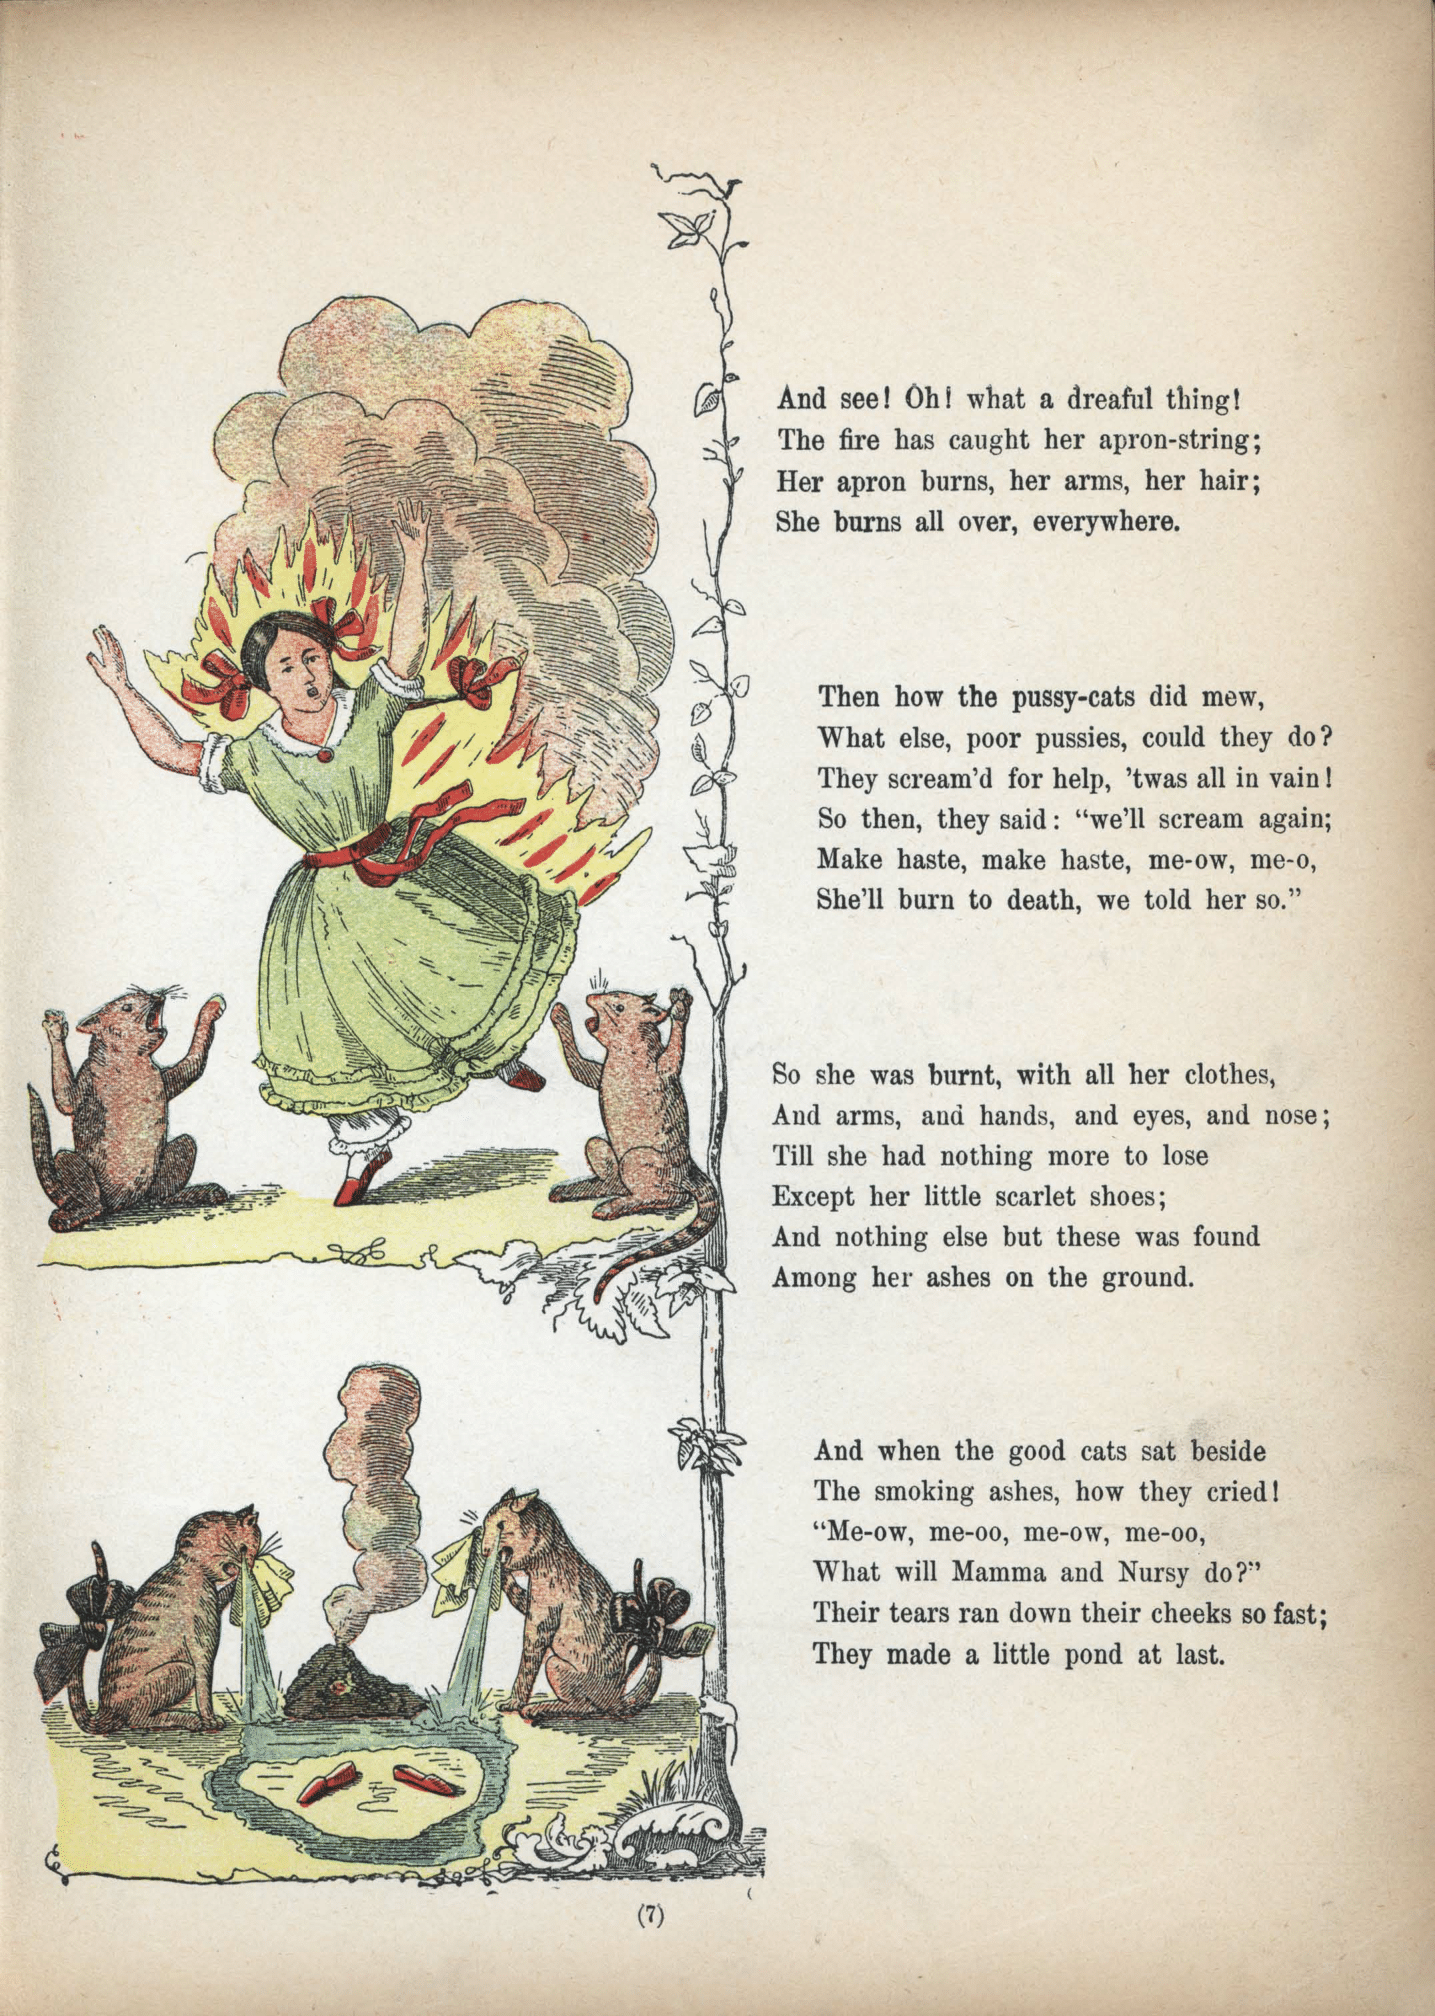 And see! Oh! what a dreaful thing!
The fire has caught her apron-string;
Her apron burns, her arms, her hair;
She burns all over, everywhere.
Then how the pussy-cats did mew,
What else, poor pussies, could they do?
They scream'd for help, 'twas all in vain!
So then, they said: “we'll scream again;
Make haste, make haste, me-ow, me-o,
She'll burn to death, we told her so.”
So she was burnt, with all her clothes,
And arms, and hands, and eyes, and nose;
Till she had nothing more to lose
Except her little scarlet shoes;
And nothing else but these was found
Among her ashes on the ground.
And when the good cats sat beside
The smoking ashes, how they cried!
“Me-ow, me-oo, me-ow, me-oo,
What will Mamma and Nursy do?”
Their tears ran down their cheeks so fast;
They made a little pond at last.
(7)